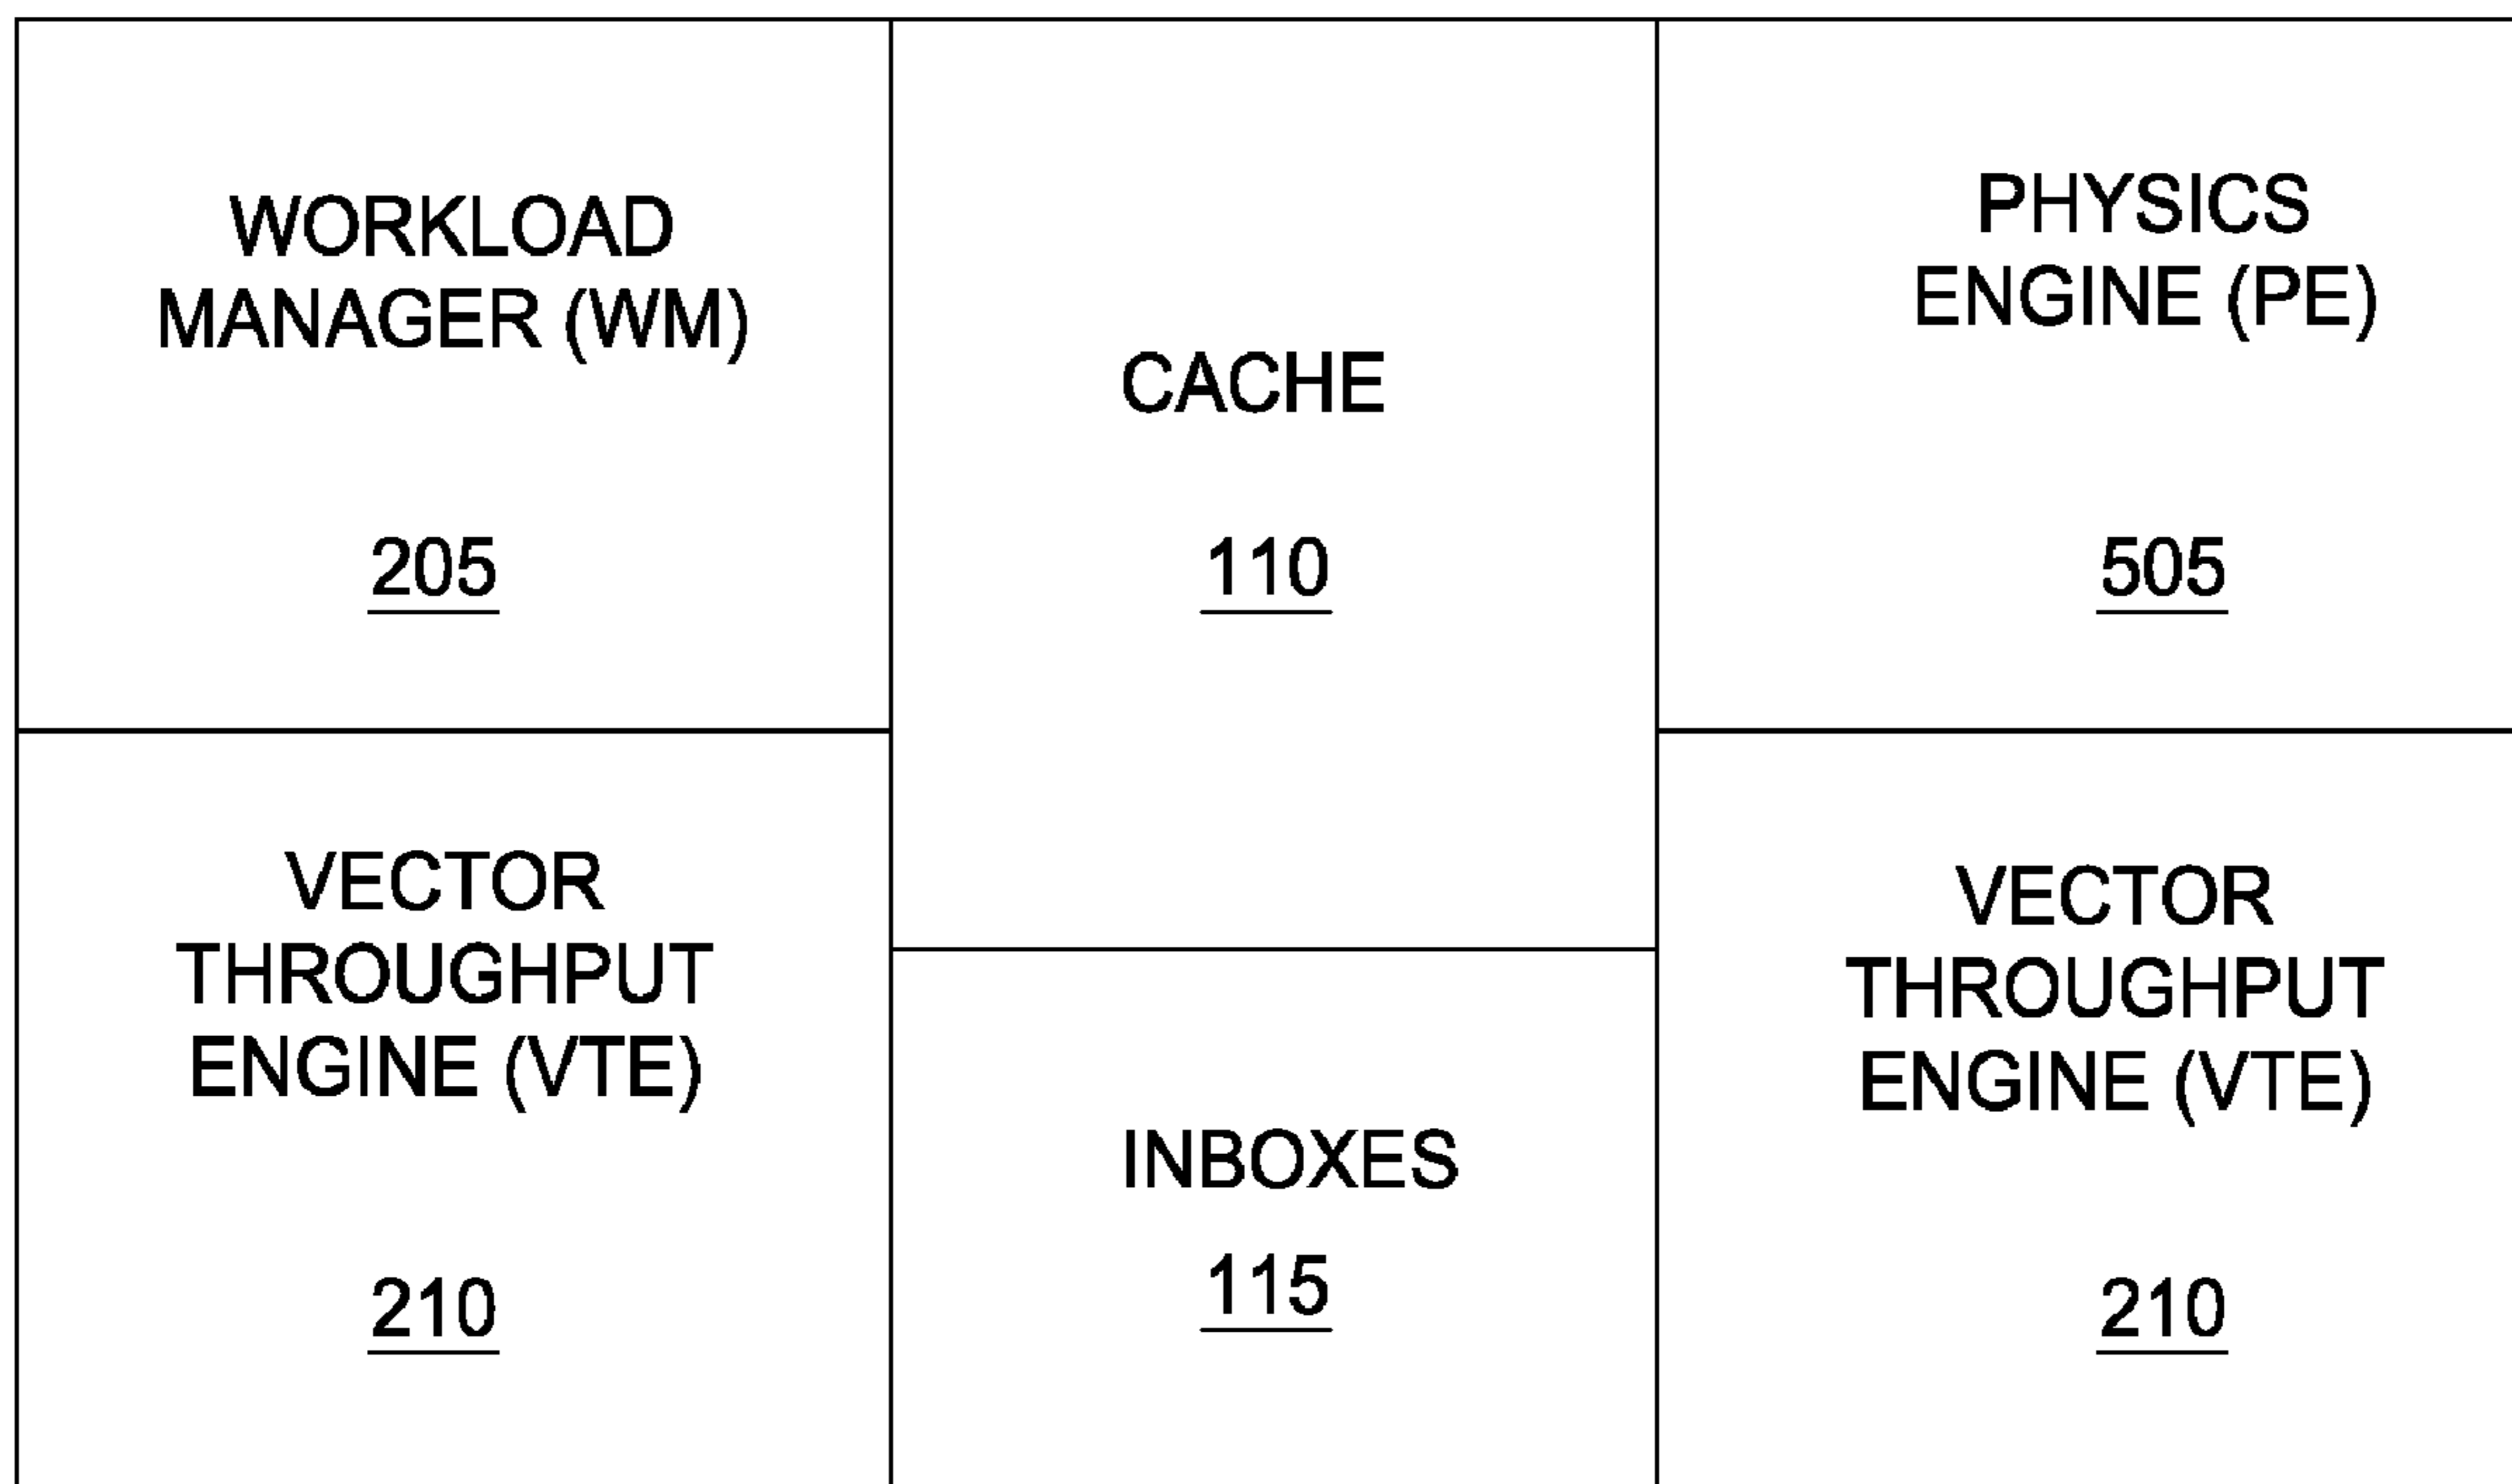 WORKLOAD
MANAGER (WM)
205
CACHE
110
PHYSICS
ENGINE (PE)
505
VECTOR
THROUGHPUT
ENGINE (VTE)
210
INBOXES
115
VECTOR
THROUGHPUT
ENGINE (VTE)
210